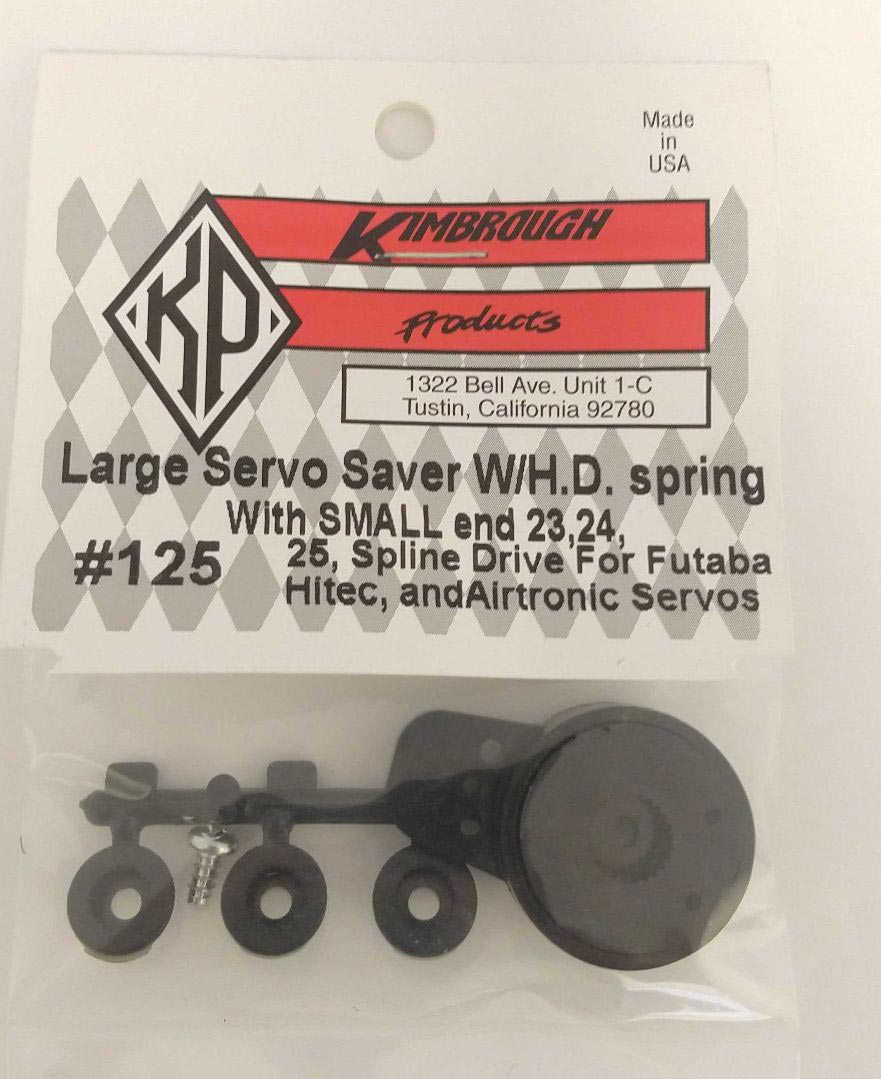 Made
in
USA
KIMBROUGH
KP
Products
1322 Bell Ave. Unit 1-C
Tustin, California 92780
Large Servo Saver W/H.D. spring
With SMALL end 23,24,
#125 25, Spline Drive For Futaba
Hitec, andAirtronic Servos